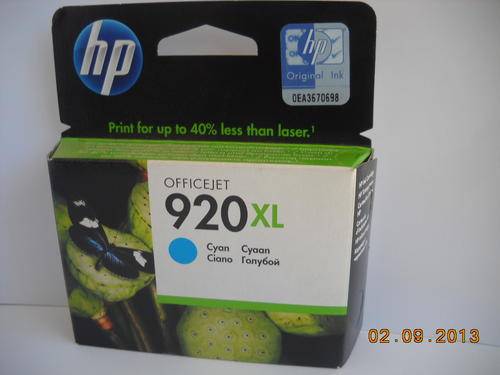 hp
hp
Original Ink
OEA3670698
Print for up to 40% less than laser.¹
OFFICEJET
920XL
Cyan Cyaan
Ciano Голубой
02.09.2013